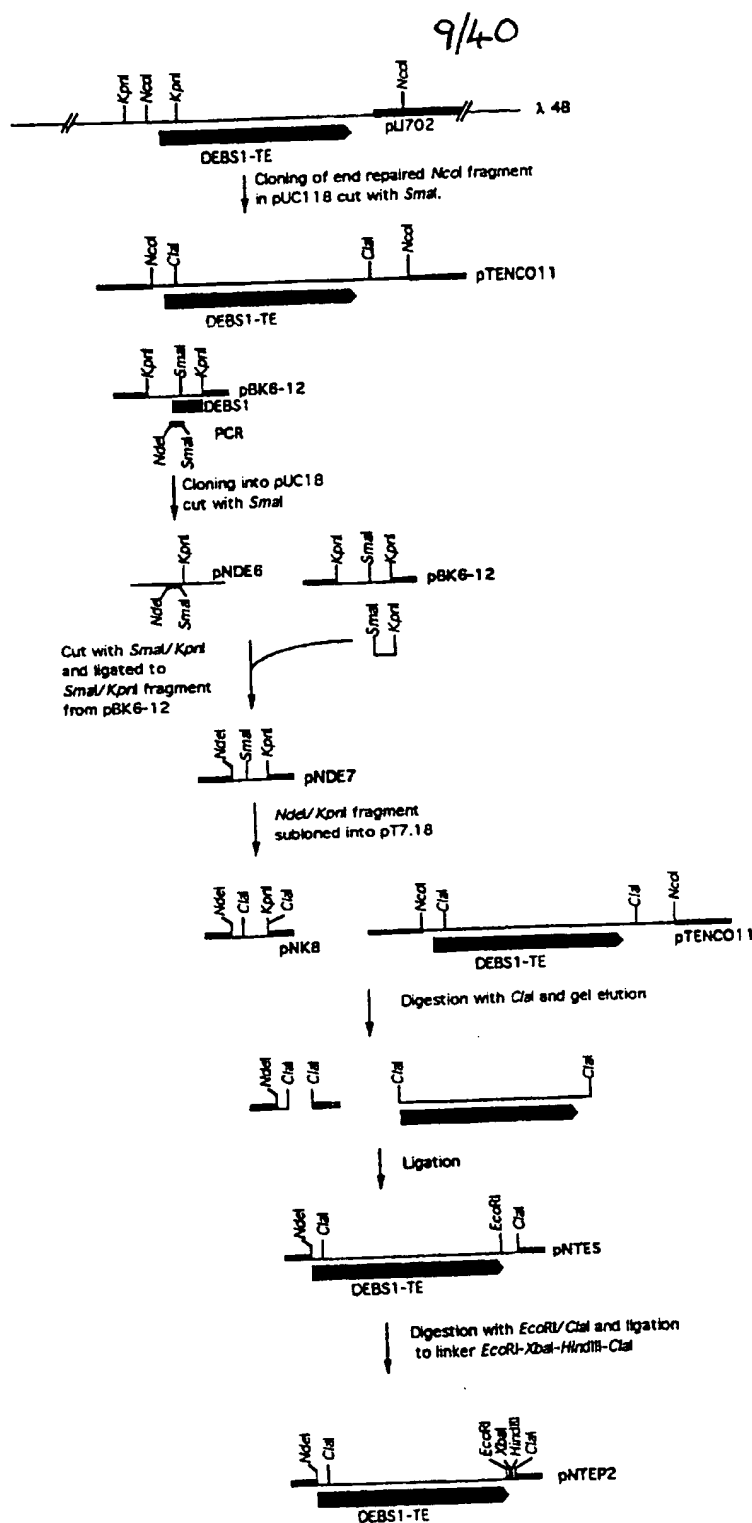 9/40
KpnI NcoI KpnI NcoI
λ 48
pIJ702
DEBS1-TE
Cloning of end repaired NcoI fragment
in pUC118 cut with SmaI.
NcoI ClaI ClaI NcoI
pTENCO11
DEBS1-TE
KpnI SmaI KpnI
pBK6-12
DEBS1
PCR
NdeI SmaI
Cloning into pUC18
cut with SmaI
KpnI
pNDE6
NdeI SmaI
KpnI SmaI KpnI
pBK6-12
SmaI KpnI
Cut with SmaI/KpnI
and ligated to
SmaI/KpnI fragment
from pBK6-12
NdeI SmaI KpnI
pNDE7
NdeI/KpnI fragment
subloned into pT7.18
NdeI ClaI KpnI ClaI
pNK8
NcoI ClaI ClaI NcoI
pTENCO11
DEBS1-TE
Digestion with ClaI and gel elution
NdeI ClaI ClaI
ClaI ClaI
Ligation
NdeI ClaI EcoRI ClaI
pNTE5
DEBS1-TE
Digestion with EcoRI/ClaI and ligation
to linker EcoRI-XbaI-HindIII-ClaI
NdeI ClaI EcoRI XbaI HindIII ClaI
pNTEP2
DEBS1-TE